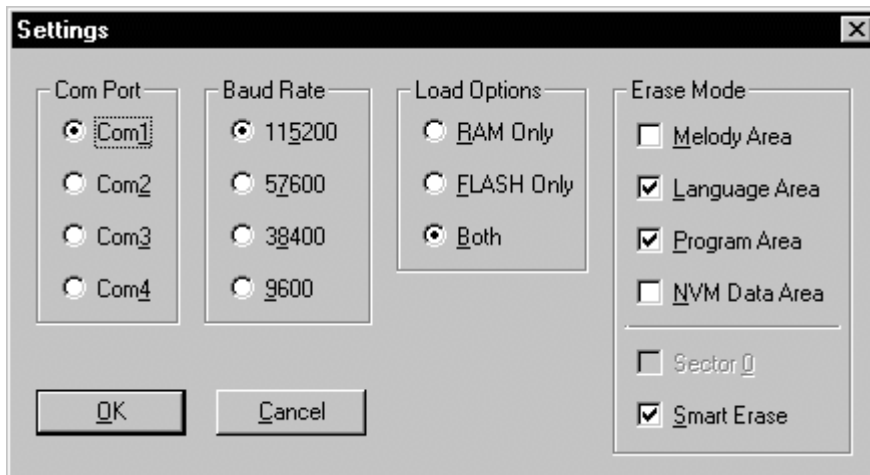 Settings
Com Port
Com1
Com2
Com3
Com4
Baud Rate
115200
57600
38400
9600
Load Options
RAM Only
FLASH Only
Both
Erase Mode
Melody Area
Language Area
Program Area
NVM Data Area
Sector 0
Smart Erase
OK
Cancel